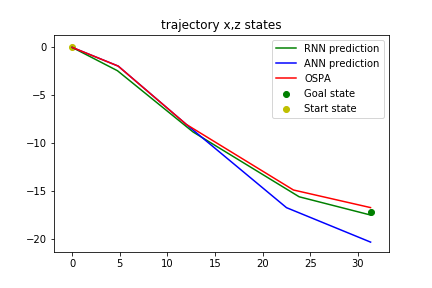 trajectory x,z states
RNN prediction
ANN prediction
OSPA
Goal state
Start state
0
−5
−10
−15
−20
0
5
10
15
20
25
30